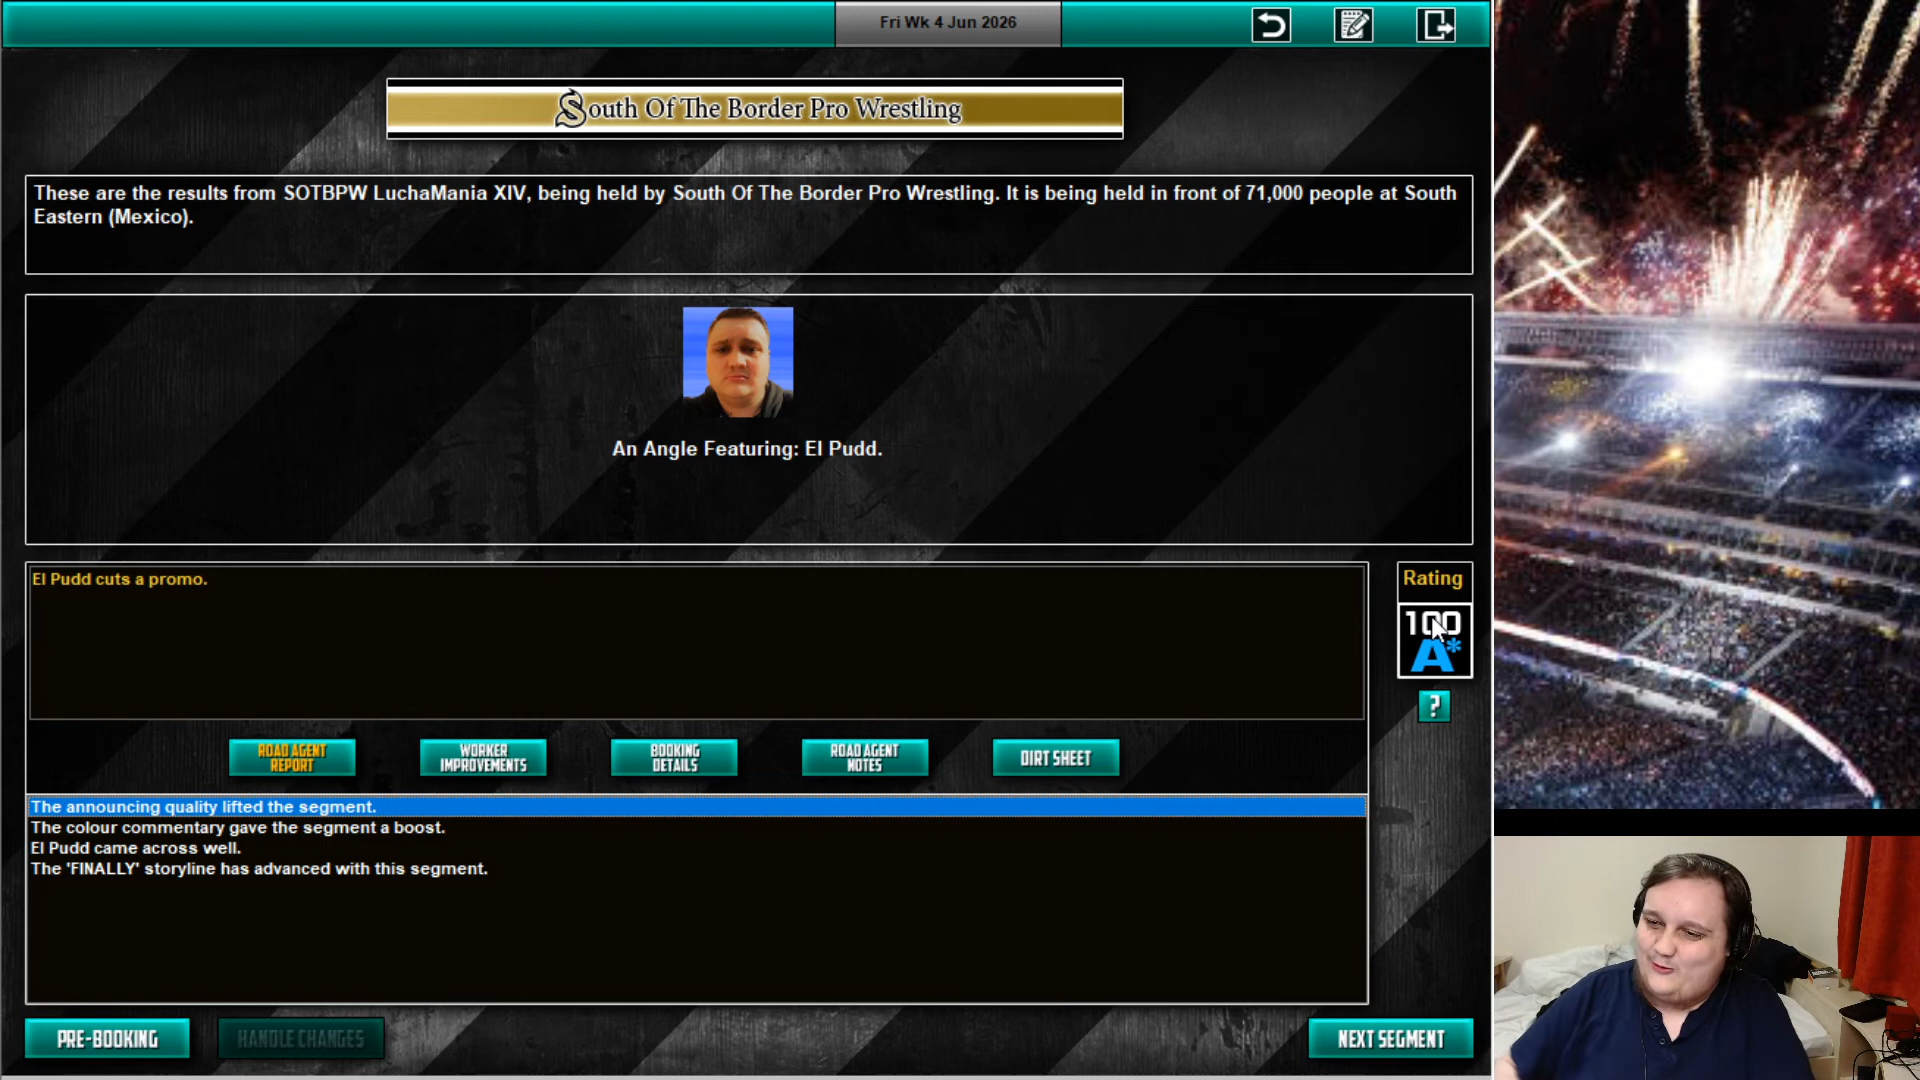 Fri Wk 4 Jun 2026
South Of The Border Pro Wrestling
These are the results from SOTBPW LuchaMania XIV, being held by South Of The Border Pro Wrestling. It is being held in front of 71,000 people at South
Eastern (Mexico).
An Angle Featuring: El Pudd.
El Pudd cuts a promo.
Rating
100
A*
?
ROAD AGENT
REPORT
WORKER
IMPROVEMENTS
BOOKING
DETAILS
ROAD AGENT
NOTES
DIRT SHEET
The announcing quality lifted the segment.
The colour commentary gave the segment a boost.
El Pudd came across well.
The 'FINALLY' storyline has advanced with this segment.
PRE-BOOKING
HANDLE CHANGES
NEXT SEGMENT